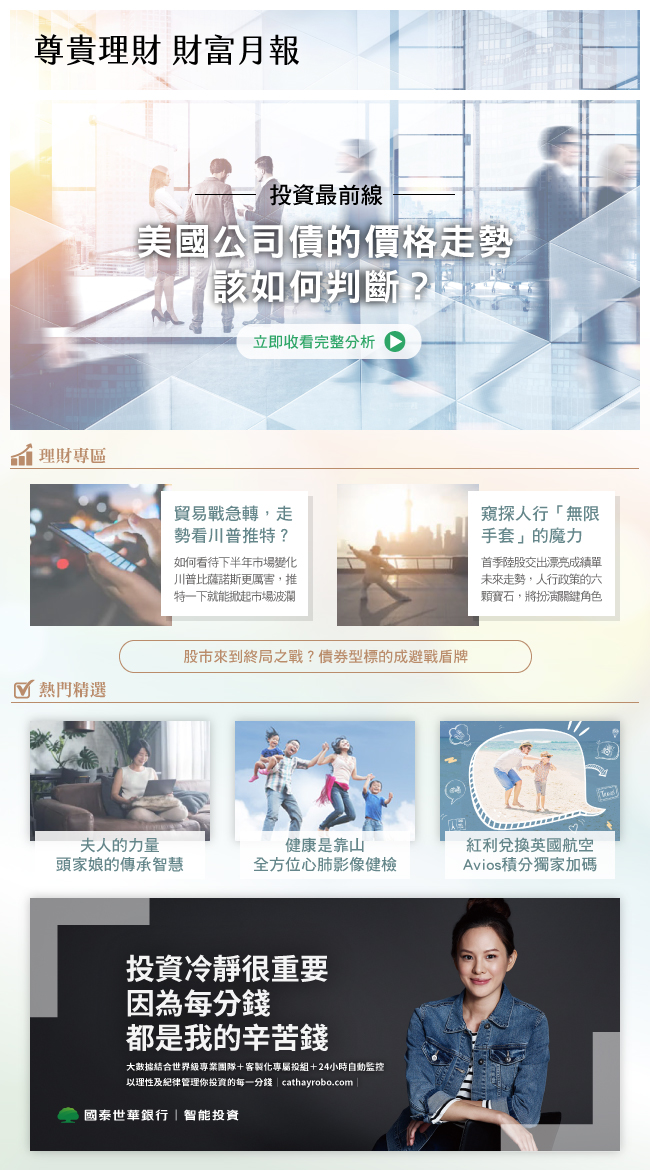 尊貴理財 財富月報
投資最前線
美國公司債的價格走勢
該如何判斷？
立即收看完整分析
理財專區
貿易戰急轉，走
勢看川普推特？
如何看待下半年市場變化
川普比薩諾斯更厲害，推
特一下就能掀起市場波瀾
窺探人行「無限
手套」的魔力
首季陸股交出漂亮成績單
未來走勢，人行政策的六
顆寶石，將扮演關鍵角色
股市來到終局之戰？債券型標的成避戰盾牌
熱門精選
夫人的力量
頭家娘的傳承智慧
健康是靠山
全方位心肺影像健檢
Travel
紅利兌換英國航空
Avios積分獨家加碼
投資冷靜很重要
因為每分錢
都是我的辛苦錢
大數據結合世界級專業團隊＋客製化專屬投組＋24小時自動監控
以理性及紀律管理你投資的每一分錢｜cathayrobo.com｜
國泰世華銀行｜智能投資